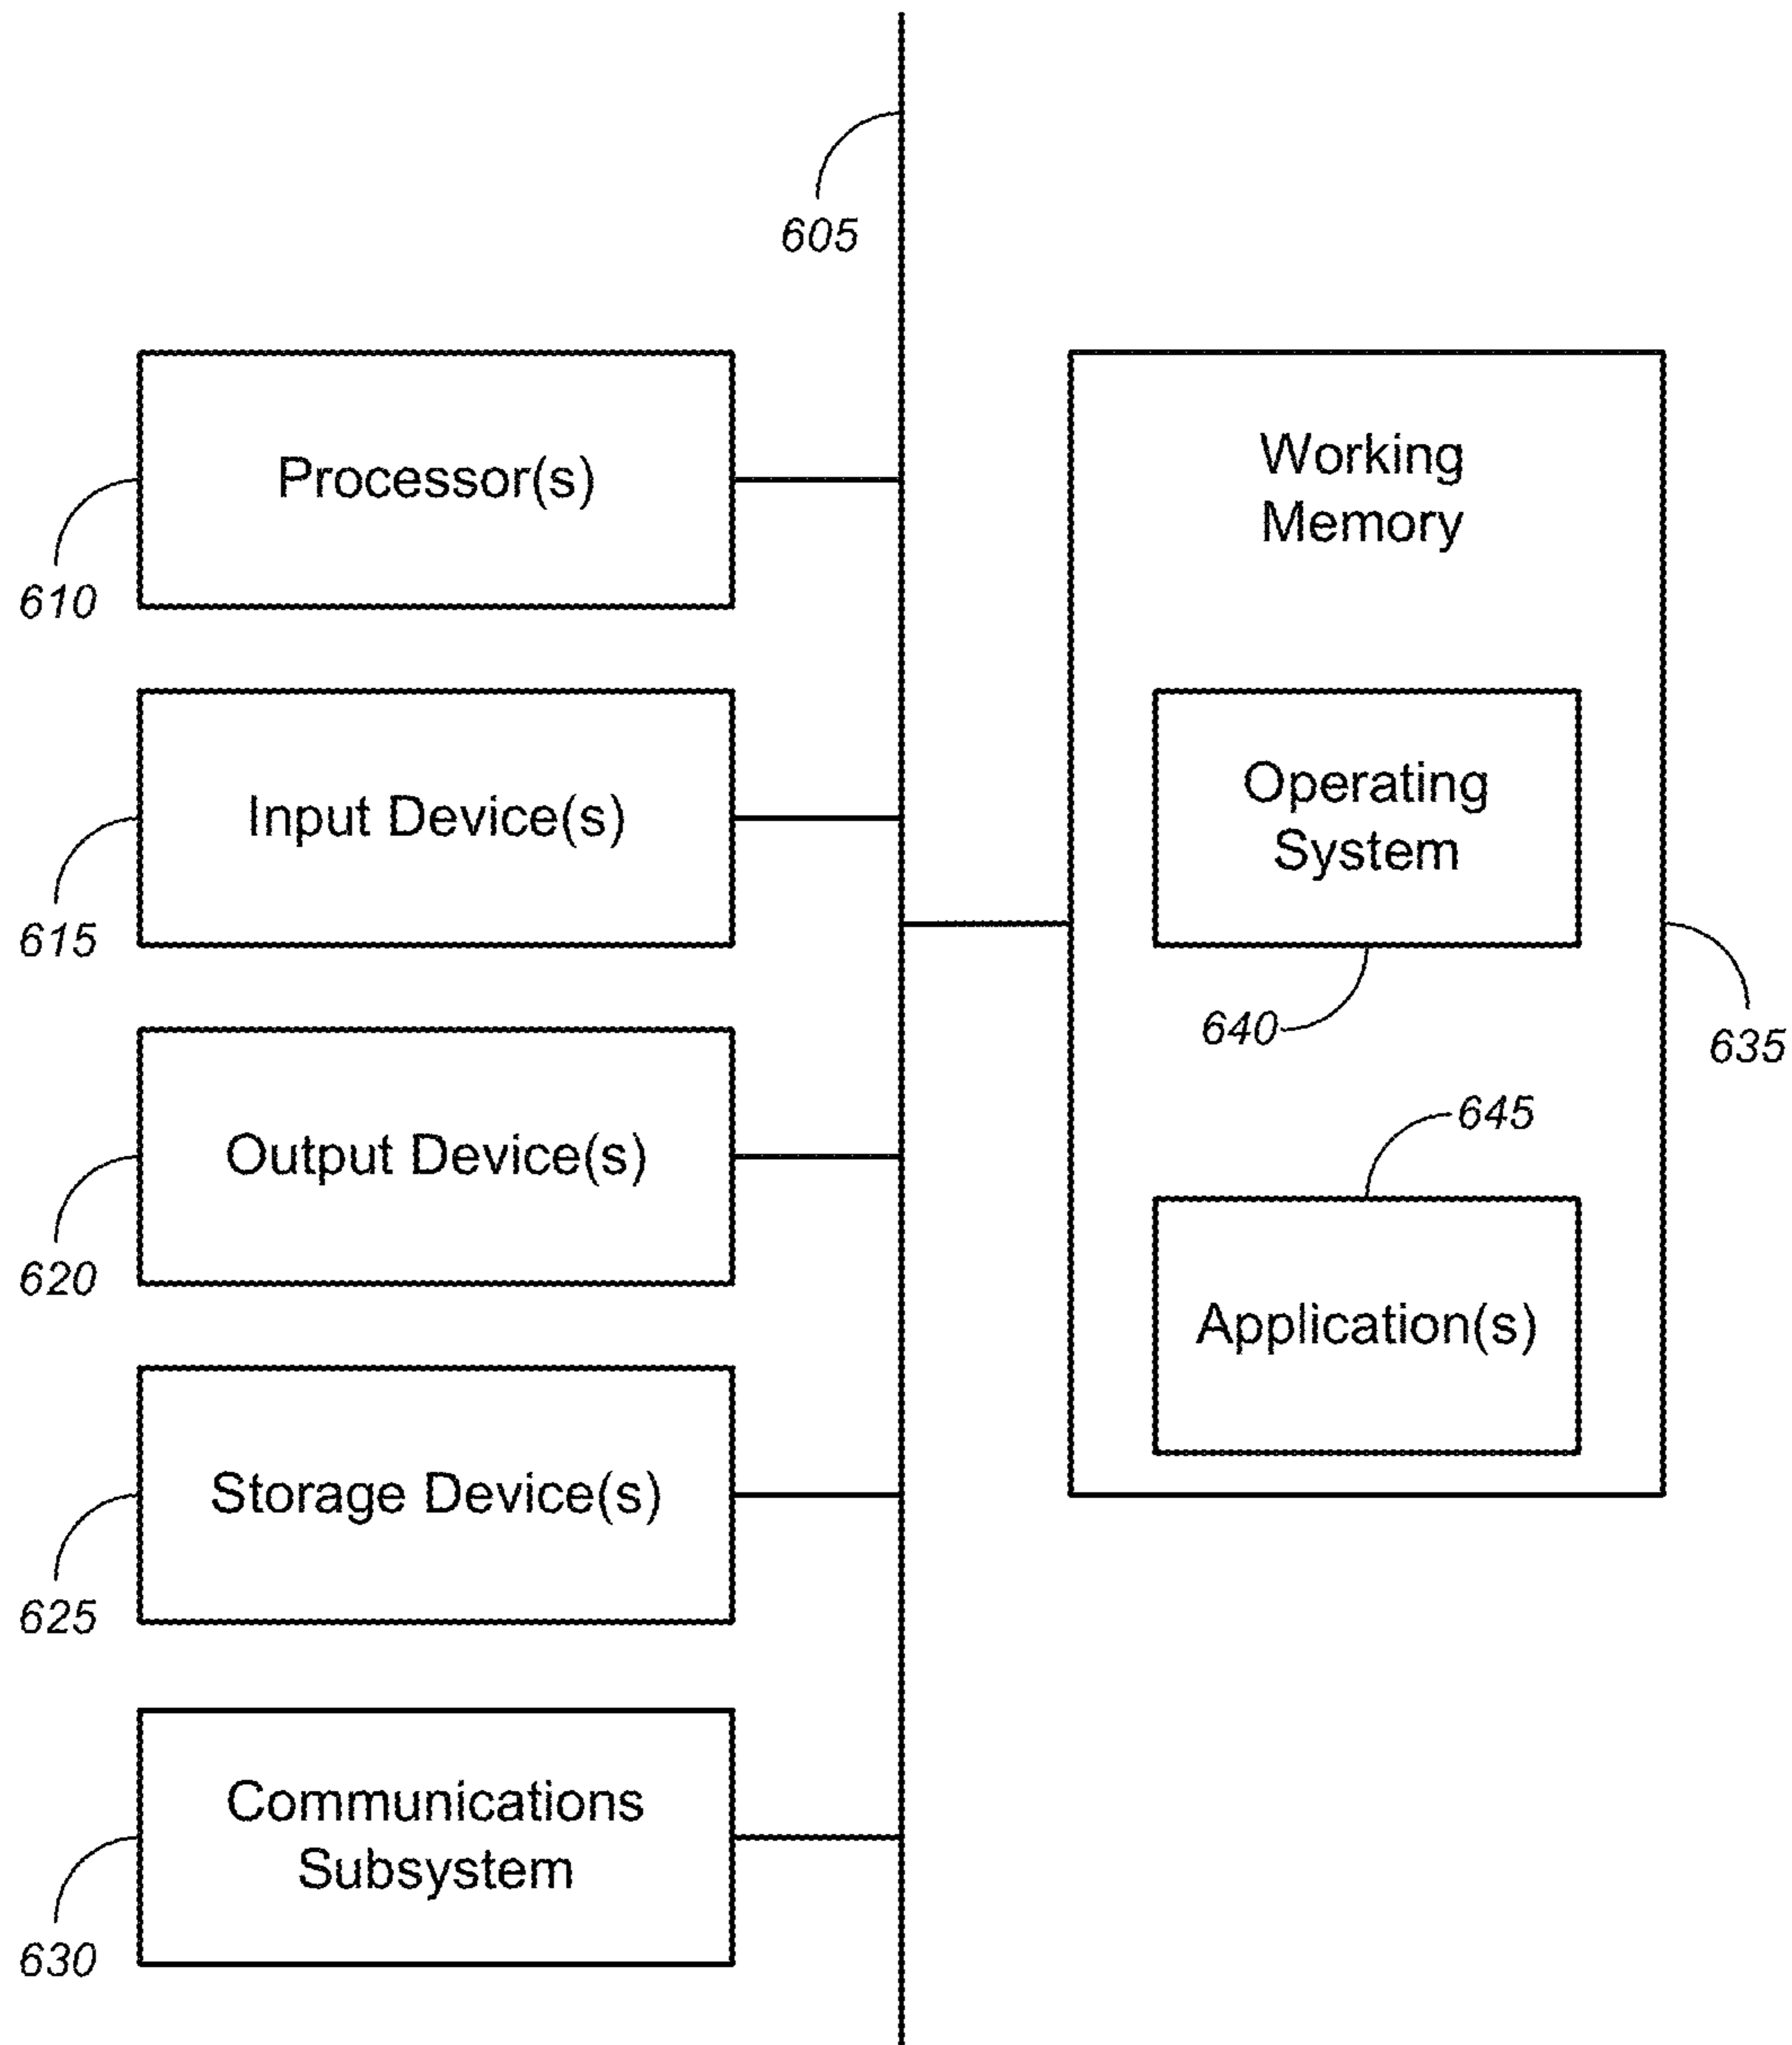 605
Processor(s)
610
Input Device(s)
615
Output Device(s)
620
Storage Device(s)
625
Communications
Subsystem
630
Working
Memory
Operating
System
640
635
645
Application(s)